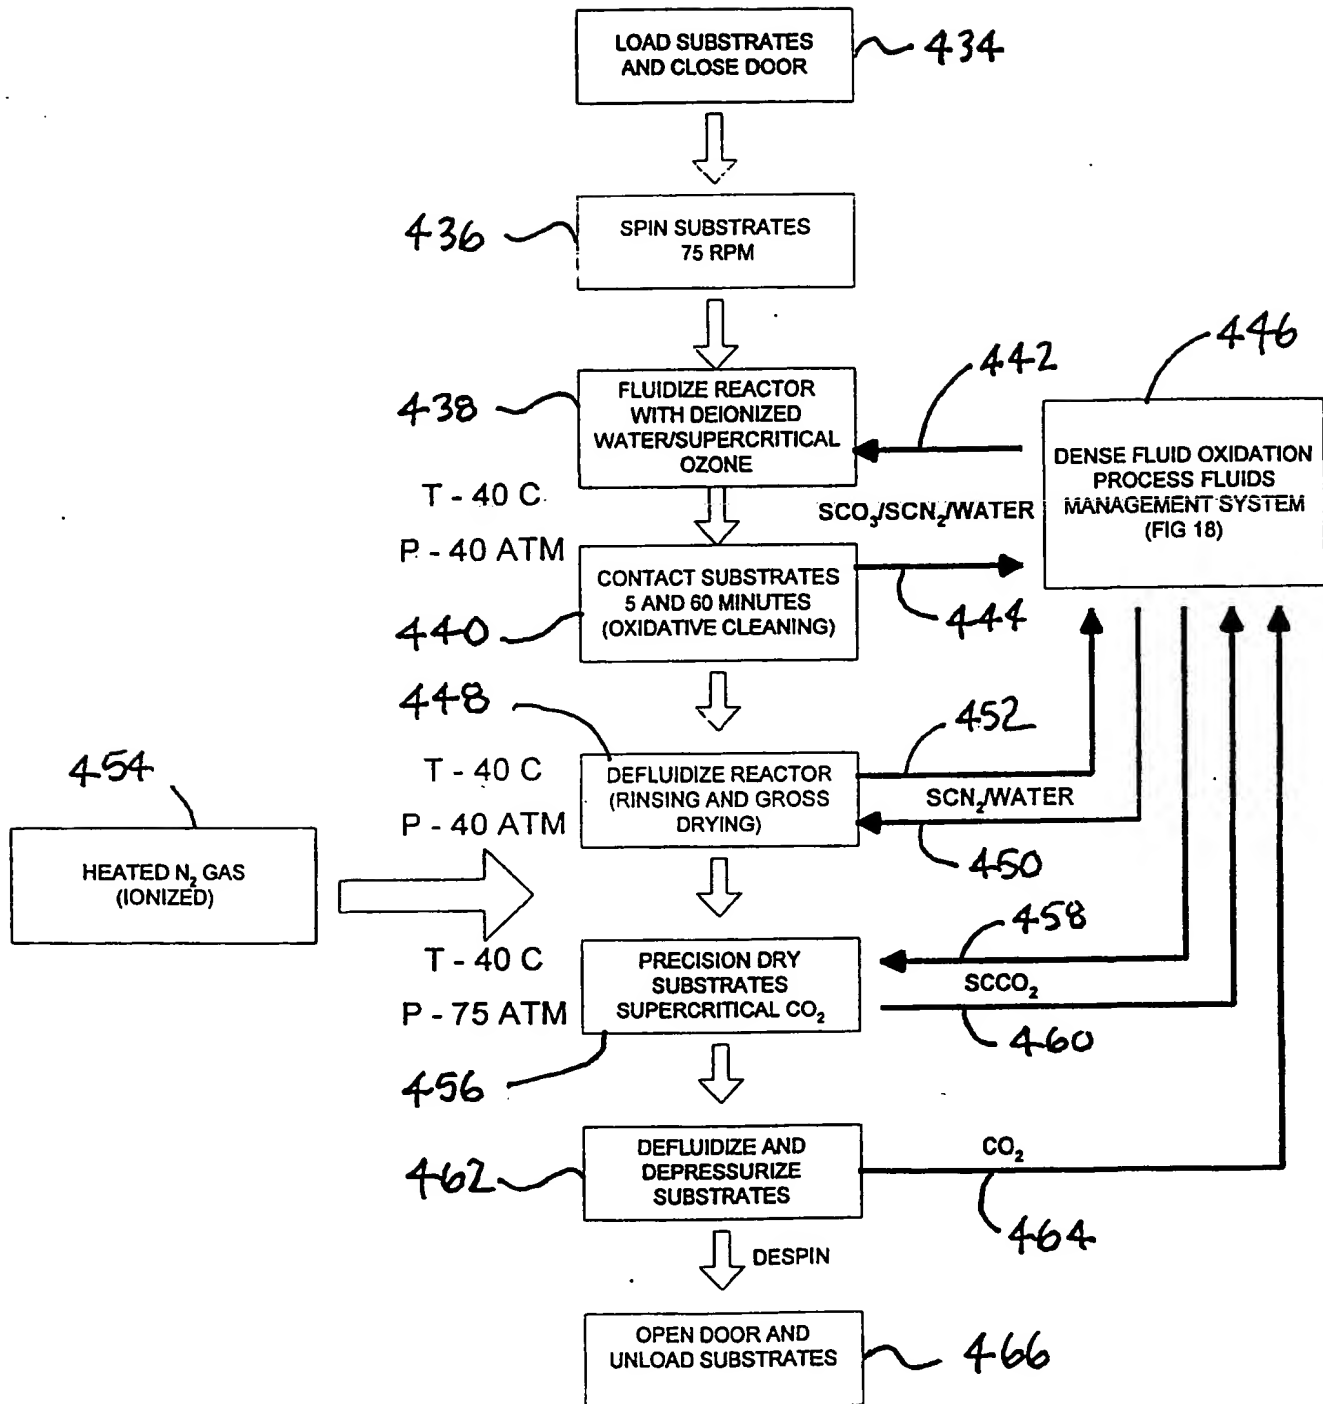 LOAD SUBSTRATES
AND CLOSE DOOR
434
436
SPIN SUBSTRATES
75 RPM
438
FLUIDIZE REACTOR
WITH DEIONIZED
WATER/SUPERCRITICAL
OZONE
442
446
DENSE FLUID OXIDATION
PROCESS FLUIDS
MANAGEMENT SYSTEM
(FIG 18)
T - 40 C
P - 40 ATM
SCO₃/SCN₂/WATER
440
CONTACT SUBSTRATES
5 AND 60 MINUTES
(OXIDATIVE CLEANING)
444
448
T - 40 C
P - 40 ATM
DEFLUIDIZE REACTOR
(RINSING AND GROSS
DRYING)
452
SCN₂/WATER
450
454
HEATED N₂ GAS
(IONIZED)
T - 40 C
P - 75 ATM
PRECISION DRY
SUBSTRATES
SUPERCRITICAL CO₂
458
SCCO₂
460
456
462
DEFLUIDIZE AND
DEPRESSURIZE
SUBSTRATES
CO₂
464
DESPIN
OPEN DOOR AND
UNLOAD SUBSTRATES
466